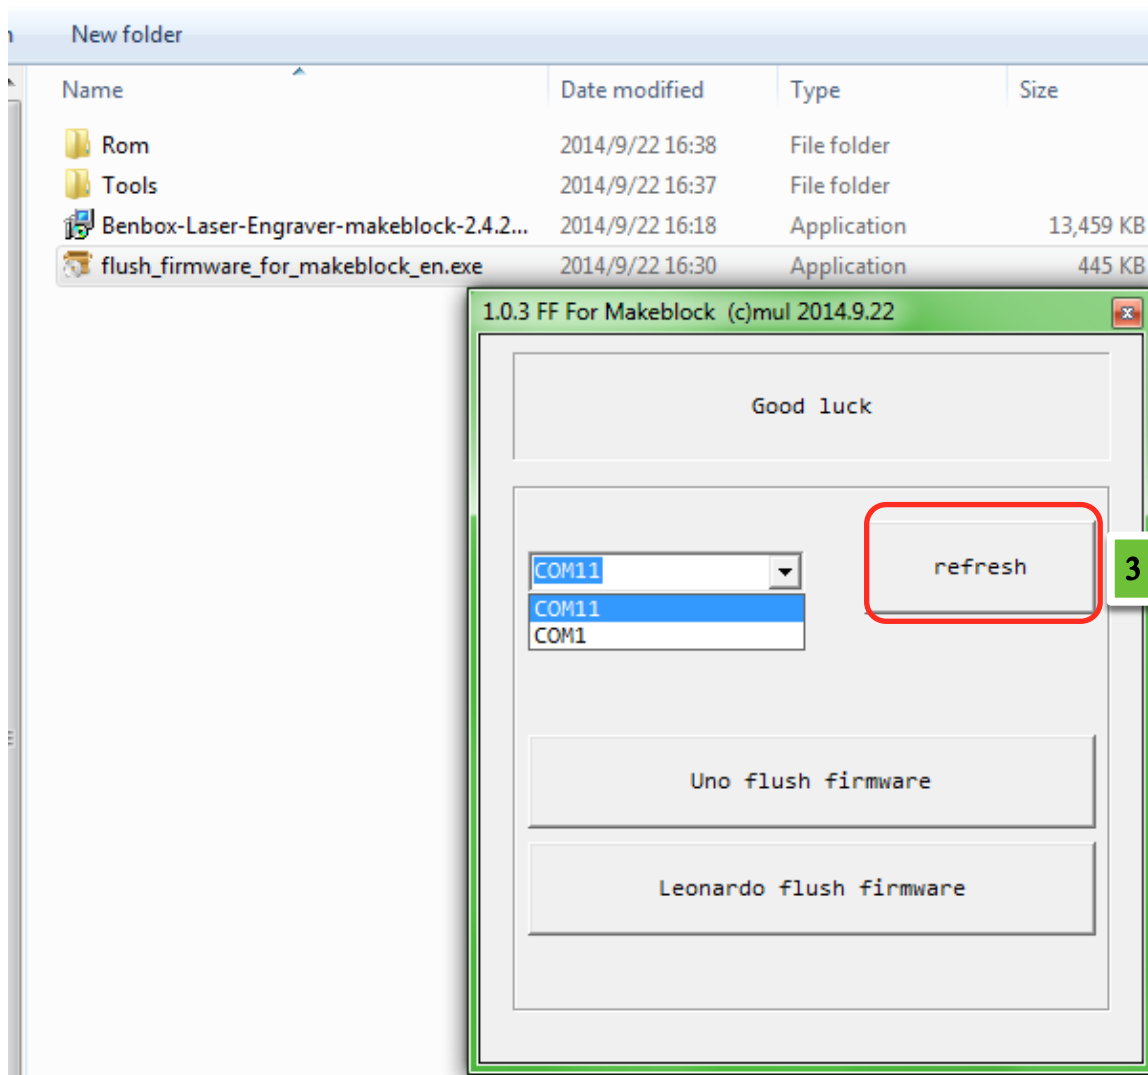 New folder
Name Date modified Type Size
Rom 2014/9/22 16:38 File folder
Tools 2014/9/22 16:37 File folder
Benbox-Laser-Engraver-makeblock-2.4.2... 2014/9/22 16:18 Application 13,459 KB
flush_firmware_for_makeblock_en.exe 2014/9/22 16:30 Application 445 KB
1.0.3 FF For Makeblock (c)mul 2014.9.22
Good luck
refresh
3
COM11
COM11
COM1
Uno flush firmware
Leonardo flush firmware